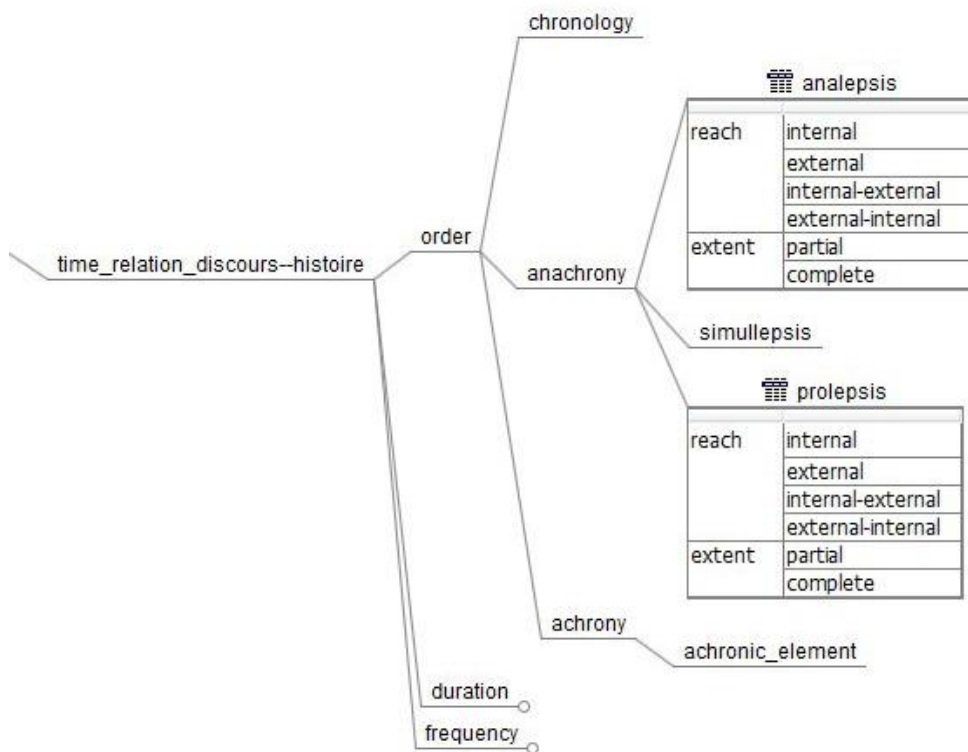 chronology
analepsis
reach internal
external
internal-external
external-internal
extent partial
complete
order
time_relation_discours--histoire
anachrony
simullepsis
prolepsis
reach internal
external
internal-external
external-internal
extent partial
complete
achrony
achronic_element
duration
frequency